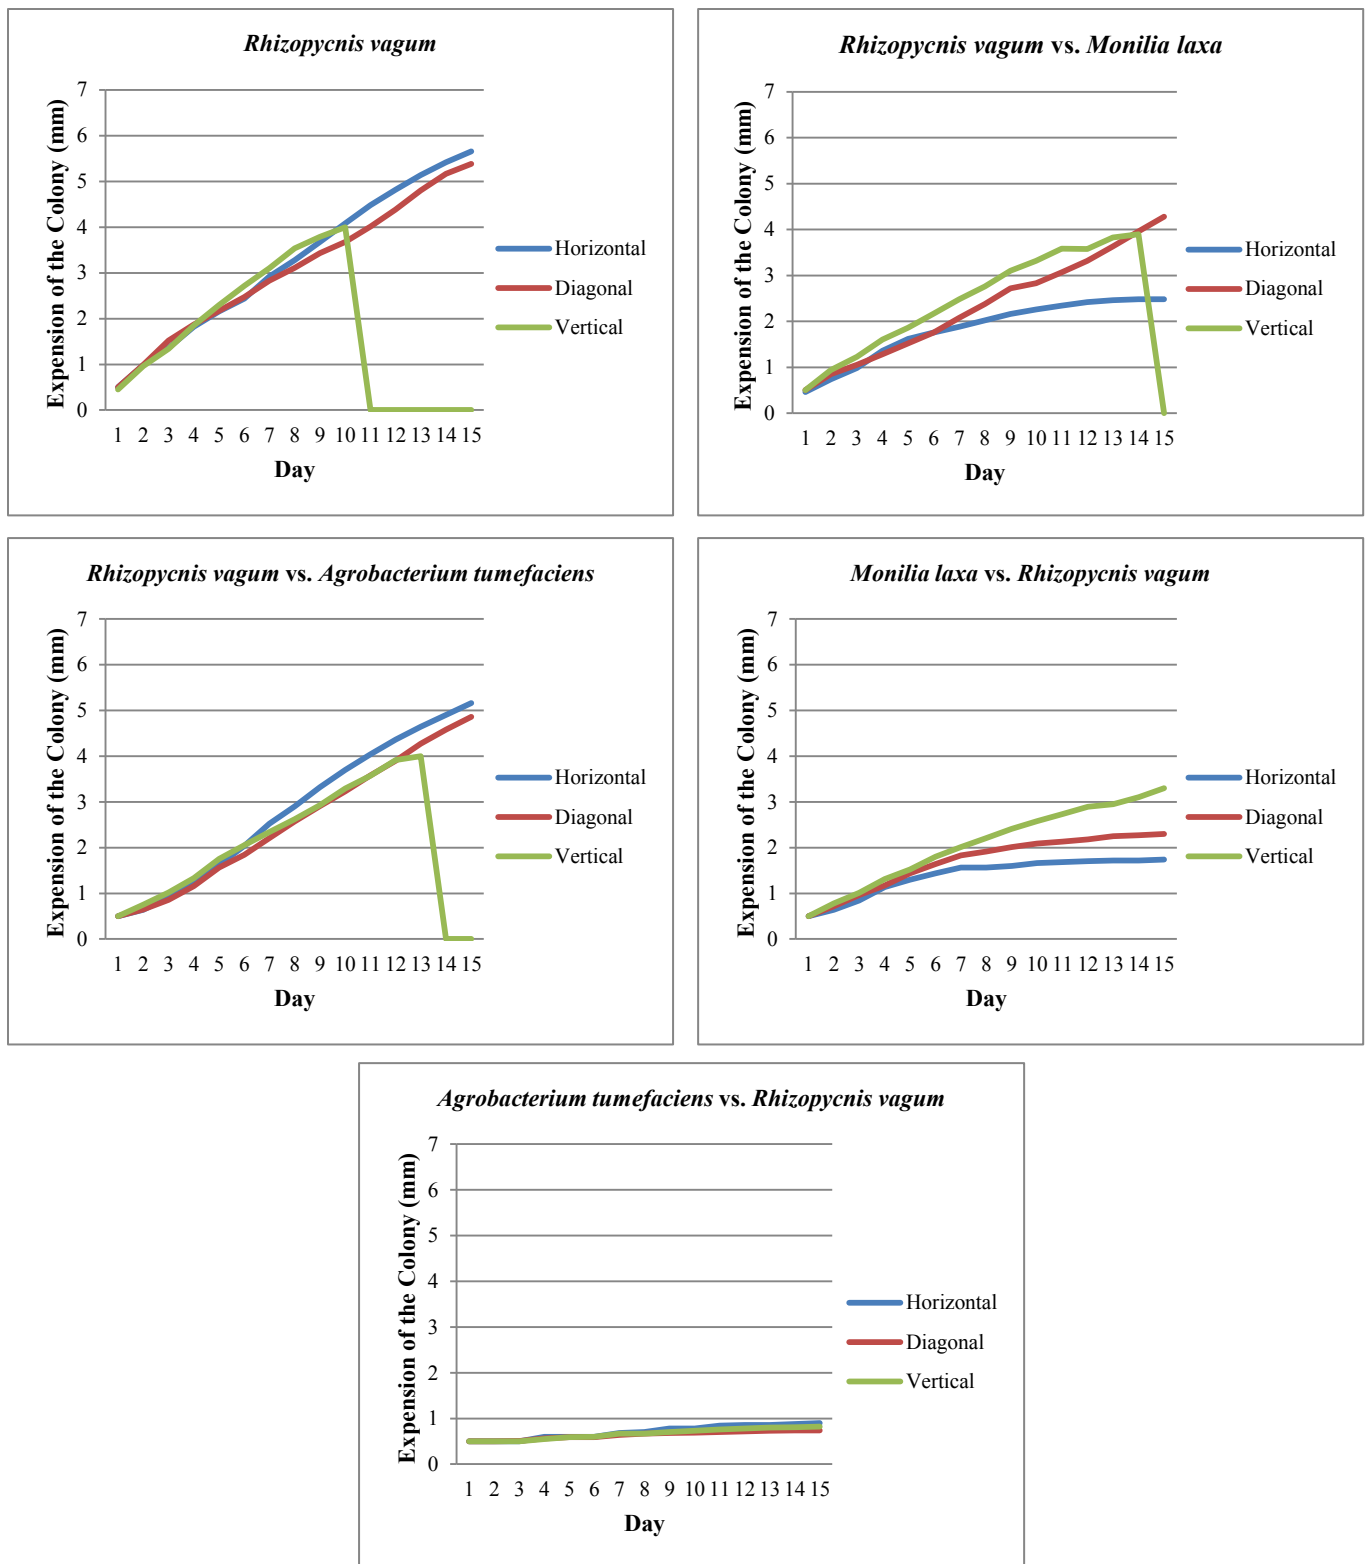 Rhizopycnis vagum
Expension of the Colony (mm)
7
6
5
4
3
2
1
0
1 2 3 4 5 6 7 8 9 10 11 12 13 14 15
Day
Horizontal
Diagonal
Vertical
Rhizopycnis vagum vs. Monilia laxa
Expension of the Colony (mm)
7
6
5
4
3
2
1
0
1 2 3 4 5 6 7 8 9 10 11 12 13 14 15
Day
Horizontal
Diagonal
Vertical
Rhizopycnis vagum vs. Agrobacterium tumefaciens
Expension of the Colony (mm)
7
6
5
4
3
2
1
0
1 2 3 4 5 6 7 8 9 10 11 12 13 14 15
Day
Horizontal
Diagonal
Vertical
Monilia laxa vs. Rhizopycnis vagum
Expension of the Colony (mm)
7
6
5
4
3
2
1
0
1 2 3 4 5 6 7 8 9 10 11 12 13 14 15
Day
Horizontal
Diagonal
Vertical
Agrobacterium tumefaciens vs. Rhizopycnis vagum
Expension of the Colony (mm)
7
6
5
4
3
2
1
0
1 2 3 4 5 6 7 8 9 10 11 12 13 14 15
Day
Horizontal
Diagonal
Vertical